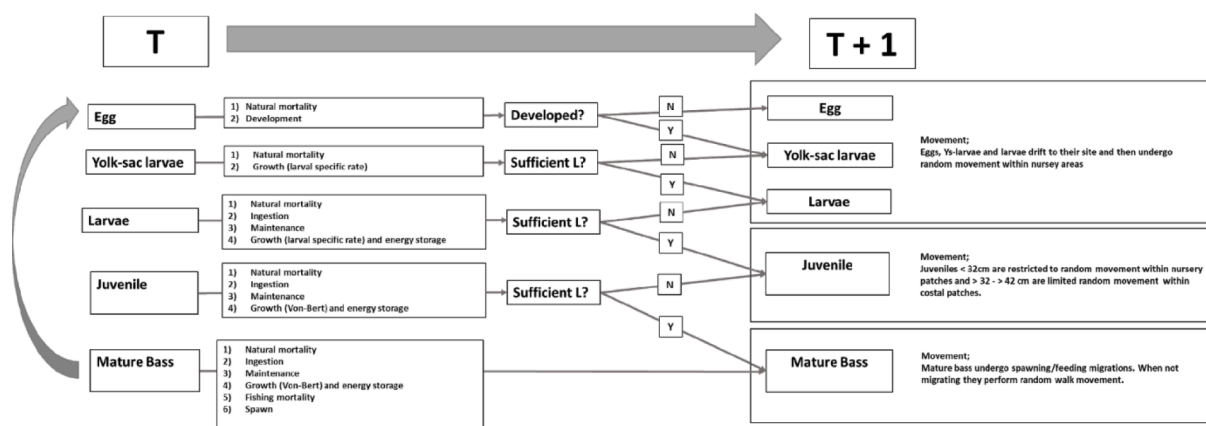 T
T + 1
Egg
1) Natural mortality
2) Development
Developed?
N
Y
Egg
Yolk-sac larvae
1) Natural mortality
2) Growth (larval specific rate)
Sufficient L?
N
Y
Yolk-sac larvae
Movement;
Eggs, Ys-larvae and larvae drift to their site and then undergo
random movement within nursey areas
Larvae
1) Natural mortality
2) Ingestion
3) Maintenance
4) Growth (larval specific rate) and energy storage
Sufficient L?
N
Y
Larvae
Juvenile
1) Natural mortality
2) Ingestion
3) Maintenance
4) Growth (Von-Bert) and energy storage
Sufficient L?
N
Y
Juvenile
Movement;
Juveniles < 32cm are restricted to random movement within nursery
patches and > 32 - > 42 cm are limited random movement within
costal patches.
Mature Bass
1) Natural mortality
2) Ingestion
3) Maintenance
4) Growth (Von-Bert) and energy storage
5) Fishing mortality
6) Spawn
Mature Bass
Movement;
Mature bass undergo spawning/feeding migrations. When not
migrating they perform random walk movement.